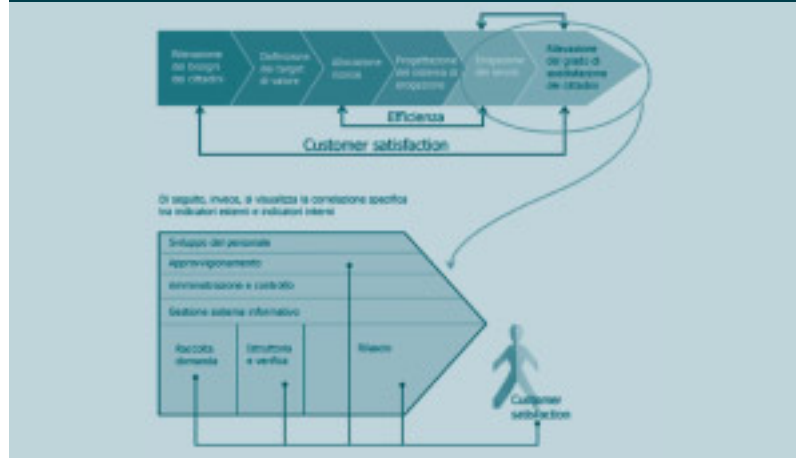 Rilevazione
dei bisogni
dei cittadini
Definizione
dei target
di valore
Allocazione
risorse
Progettazione
del sistema di
erogazione
Erogazione
del servizio
Rilevazione
del grado di
soddisfazione
dei cittadini
Efficienza
Customer satisfaction
Di seguito, invece, si visualizza la correlazione specifica
tra indicatori esterni e indicatori interni
Sviluppo del personale
Approvvigionamento
Amministrazione e controllo
Gestione sistema informativo
Raccolta
domanda
Istruttoria
e verifica
Rilascio
Customer
satisfaction